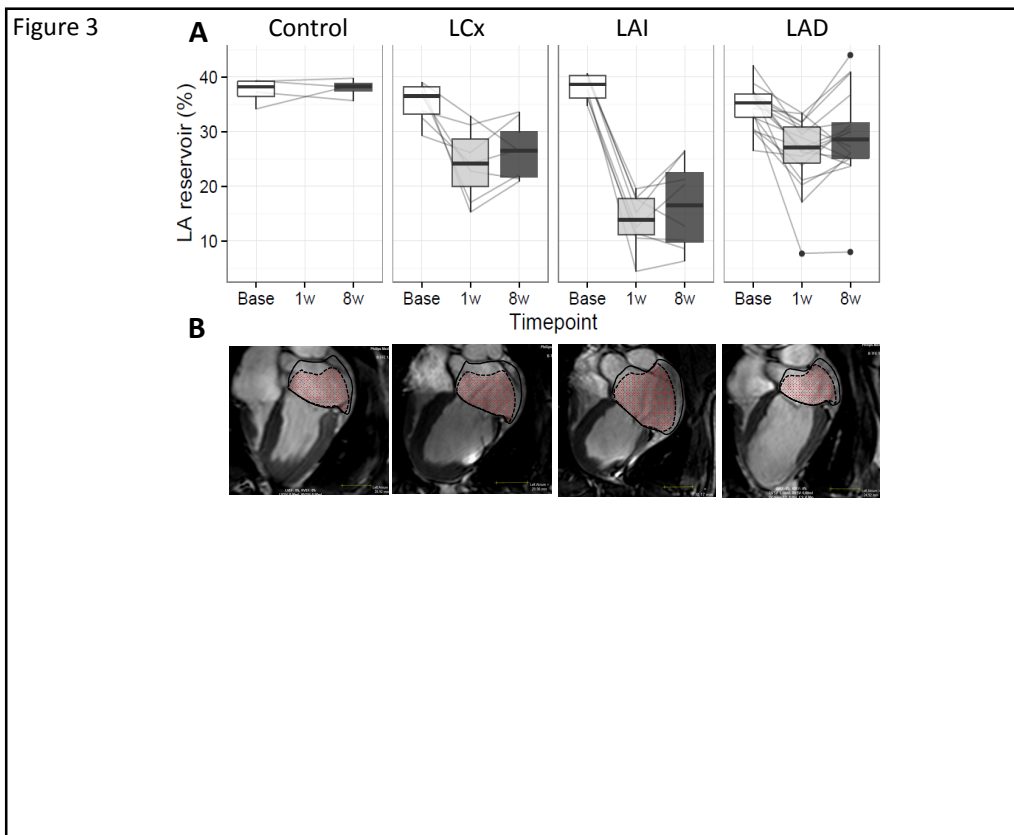 Figure 3
A
Control LCx LAI LAD
LA reservoir (%)
40
30
20
10
Base 1w 8w Base 1w 8w Base 1w 8w Base 1w 8w
Timepoint
B